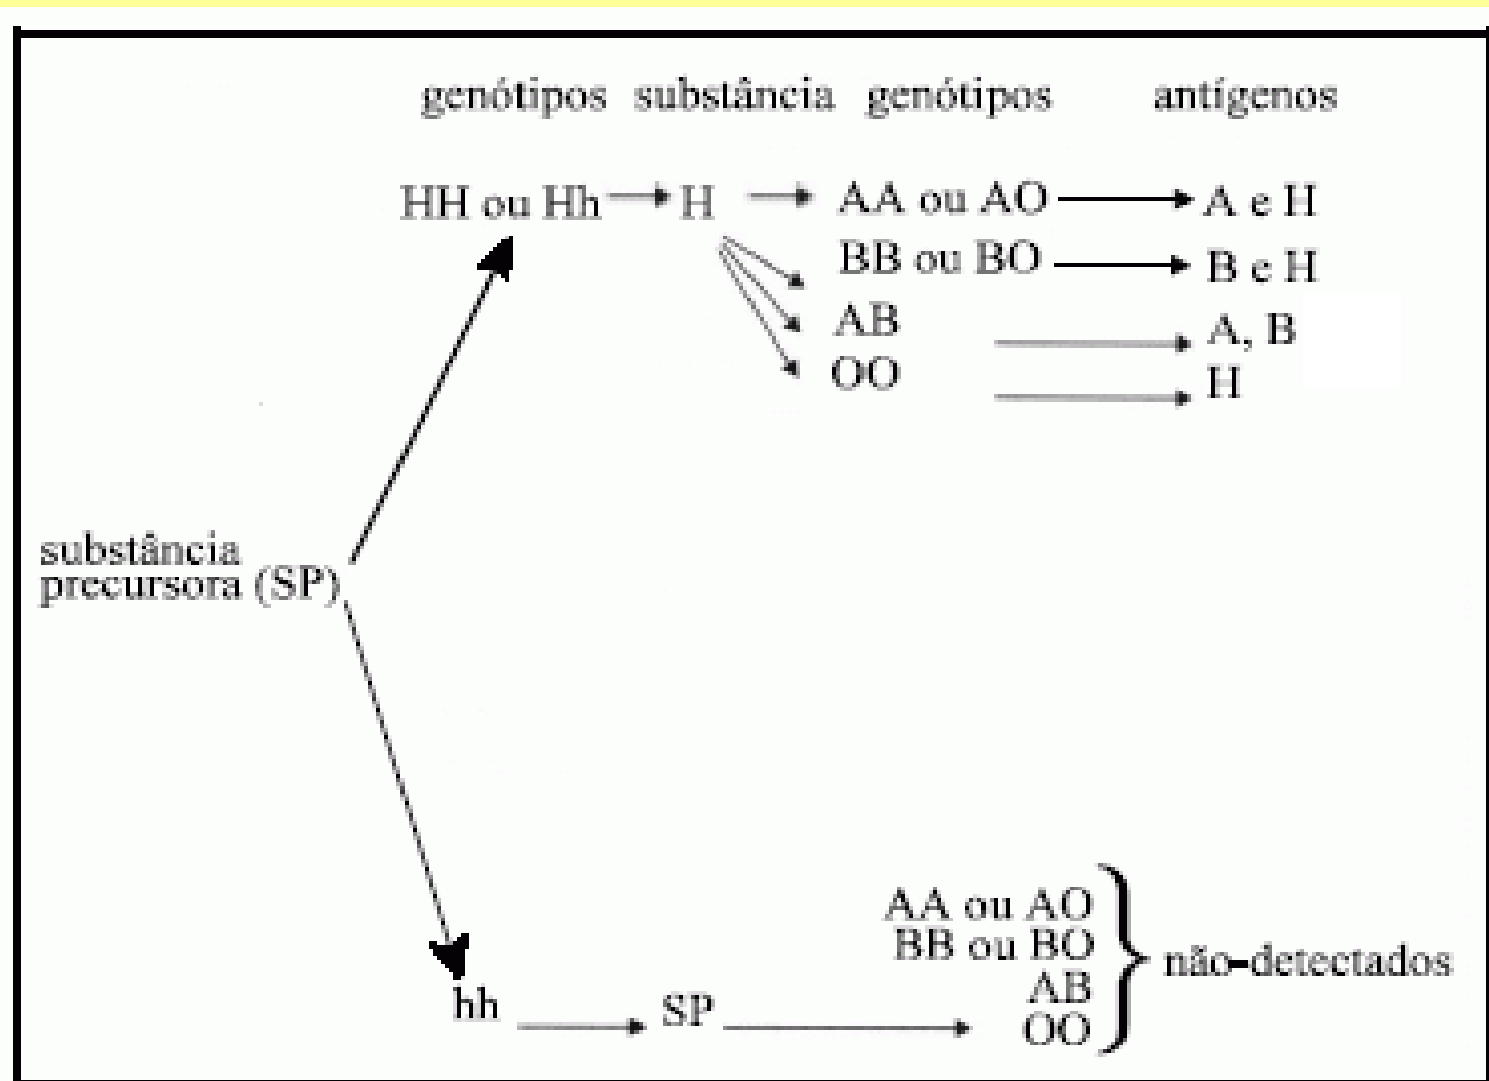 genótipos substância genótipos antígenos
HH ou Hh H AA ou AO A e H
BB ou BO B e H
AB A, B
OO H
substância
precursora (SP)
AA ou AO
BB ou BO não-detectados
AB
hh SP OO